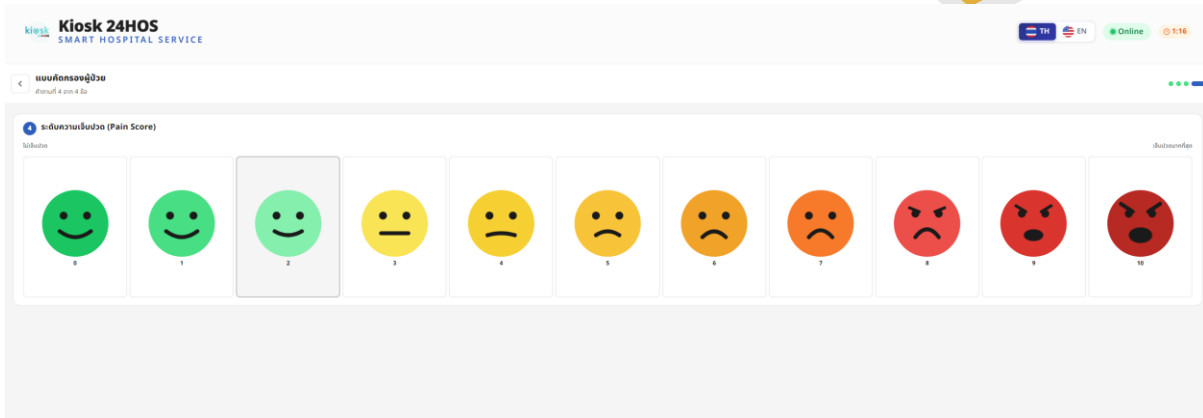 kiosk Kiosk 24HOS
SMART HOSPITAL SERVICE
TH EN Online 1:16
แบบคัดกรองผู้ป่วย
คำถามที่ 4 จาก 4 ข้อ
4 ระดับความเจ็บปวด (Pain Score)
ไม่เจ็บปวด เจ็บปวดมากที่สุด
0 1 2 3 4 5 6 7 8 9 10